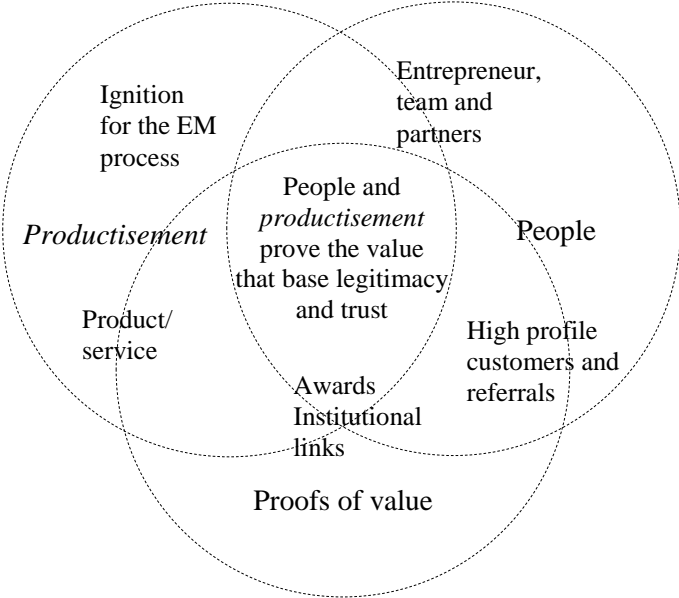 Entrepreneur,
team and
partners
Ignition
for the EM
process
People and
productisement
prove the value
that base legitimacy
and trust
Productisement
People
Product/
service
High profile
customers and
referrals
Awards
Institutional
links
Proofs of value